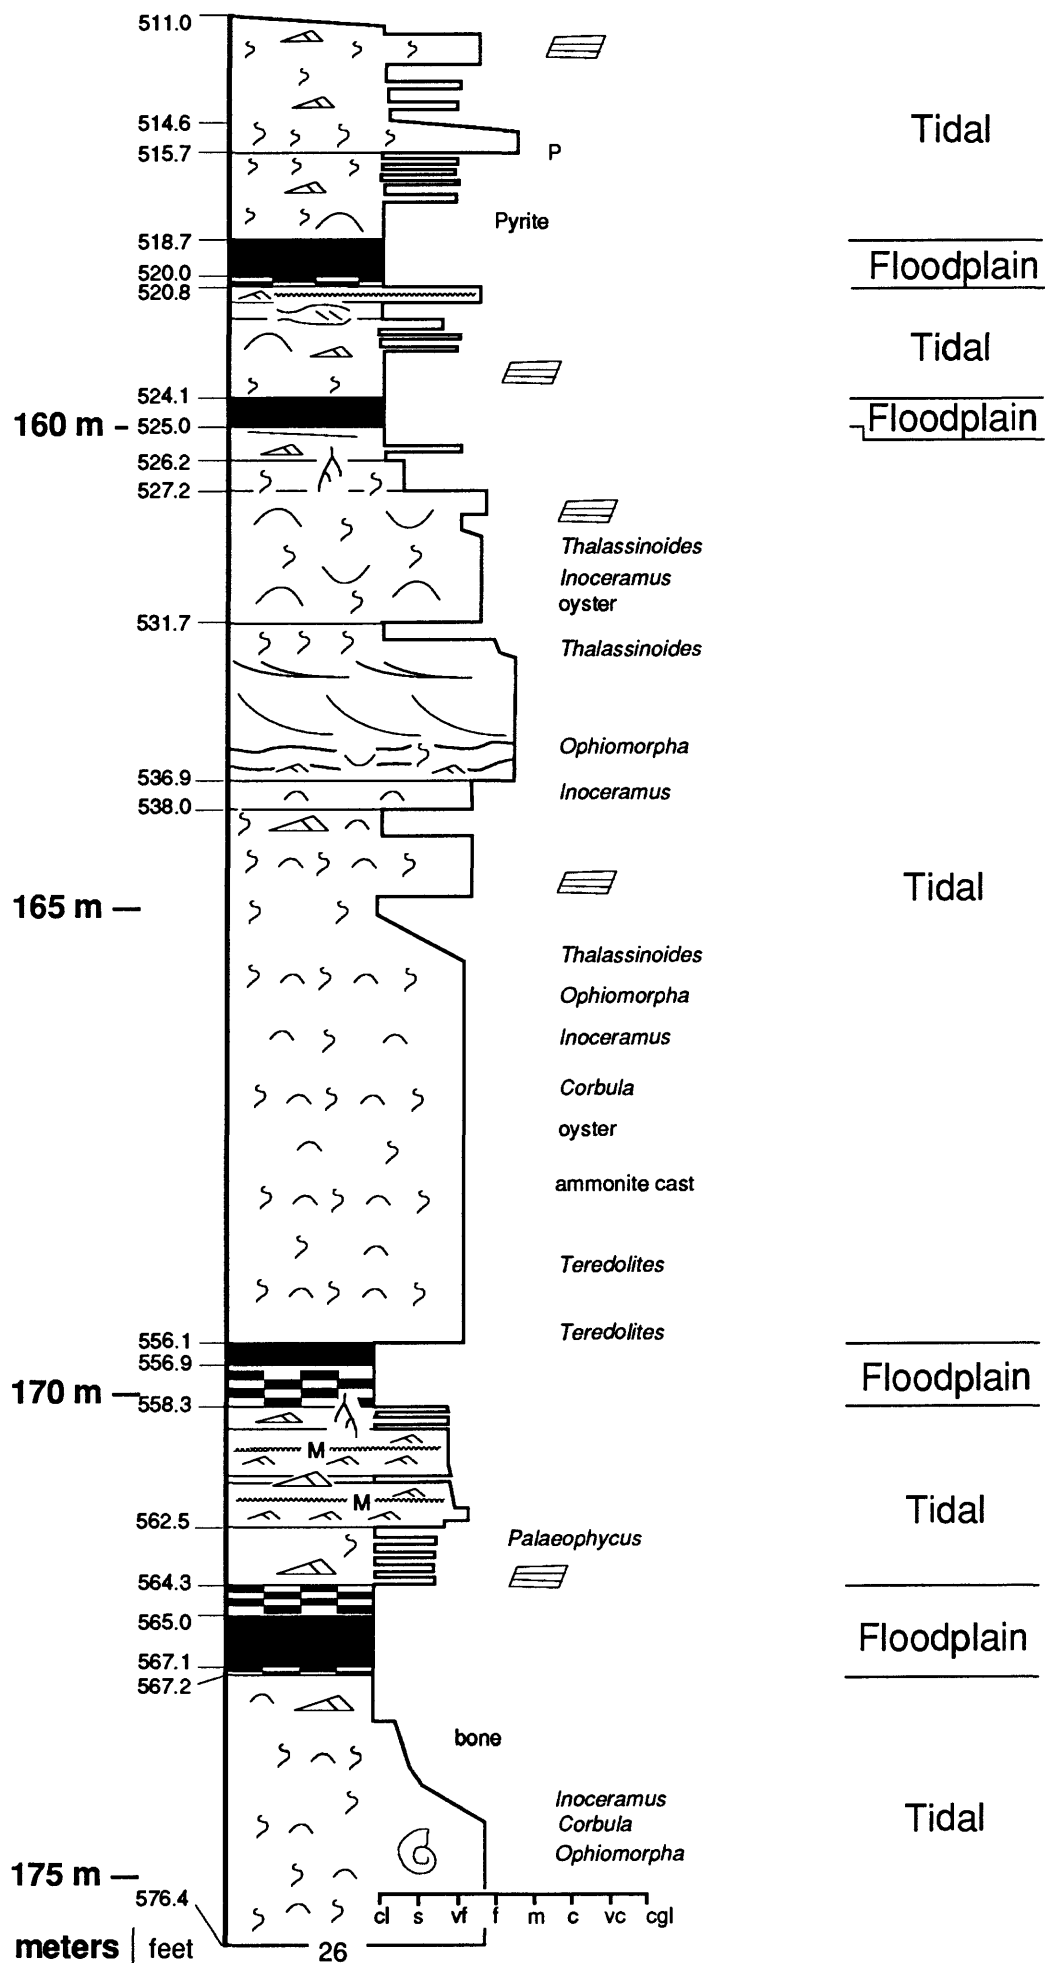 511.0
514.6
Tidal
515.7
P
Pyrite
518.7
Floodplain
520.0
520.8
Tidal
524.1
160 m
525.0
Floodplain
526.2
527.2
Thalassinoides
Inoceramus
oyster
531.7
Thalassinoides
Ophiomorpha
536.9
Inoceramus
538.0
165 m
Tidal
Thalassinoides
Ophiomorpha
Inoceramus
Corbula
oyster
ammonite cast
Teredolites
Teredolites
556.1
556.9
Floodplain
170 m
558.3
M
M
Tidal
562.5
Palaeophycus
564.3
565.0
Floodplain
567.1
567.2
bone
Inoceramus
Corbula
Tidal
Ophiomorpha
175 m
576.4
cl s vf f m c vc cgl
meters | feet 26